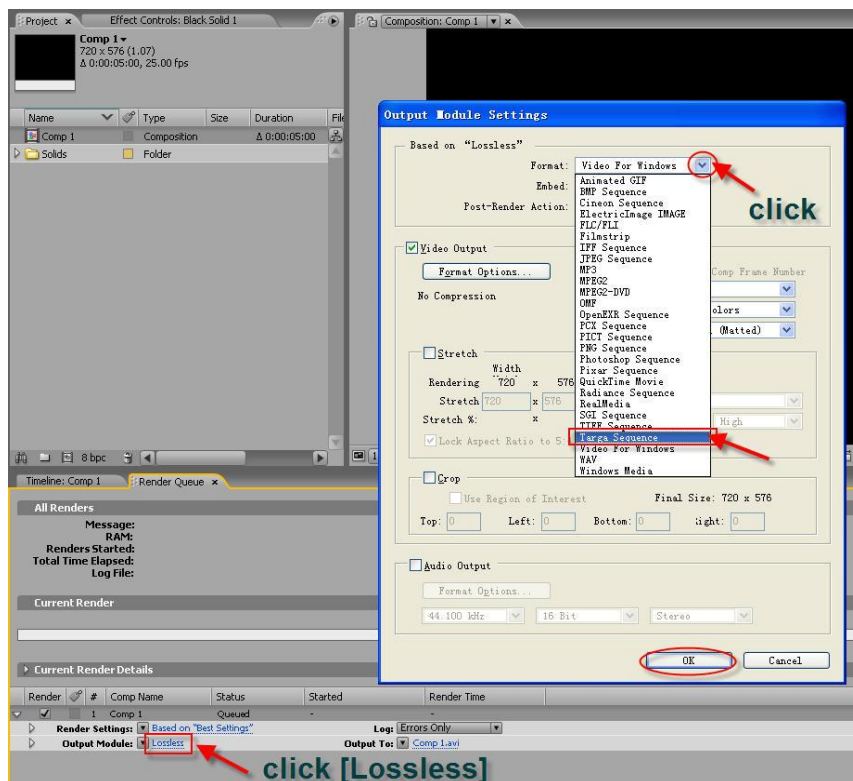 Project × Effect Controls: Black Solid 1
Composition: Comp 1 ×
Comp 1
720 x 576 (1.07)
Δ 0:00:05:00, 25.00 fps
Name Type Size Duration
Comp 1 Composition Δ 0:00:05:00
Solids Folder
Output Module Settings
Based on "Lossless"
Format: Video For Windows
click
Embed:
Post-Render Action:
Animated GIF
BMP Sequence
Cineon Sequence
ElectricImage IMAGE
FLC/FLI
Filmstrip
IFF Sequence
JPEG Sequence
MP3
MPEG2
MPEG2-DVD
OMF
OpenEXR Sequence
PCX Sequence
PICT Sequence
PNG Sequence
Photoshop Sequence
Pixar Sequence
QuickTime Movie
Radiance Sequence
RealMedia
SGI Sequence
TIFF Sequence
Targa Sequence
Video For Windows
WAV
Windows Media
Video Output
Format Options...
Comp Frame Number
No Compression
olors
(Matted)
Stretch
Width
Rendering 720 x 576
Stretch 720 x 576
Stretch %: x
High
Lock Aspect Ratio to 5:
Crop
Use Region of Interest Final Size: 720 x 576
Top: 0 Left: 0 Bottom: 0 ight: 0
Audio Output
Format Options...
44.100 kHz 16 Bit Stereo
OK Cancel
8 bpc
Timeline: Comp 1 Render Queue ×
All Renders
Message:
RAM:
Renders Started:
Total Time Elapsed:
Log File:
Current Render
Current Render Details
Render # Comp Name Status Started Render Time
1 Comp 1 Queued - -
Render Settings: Based on "Best Settings" Log: Errors Only
Output Module: Lossless Output To: Comp 1.avi
click [Lossless]